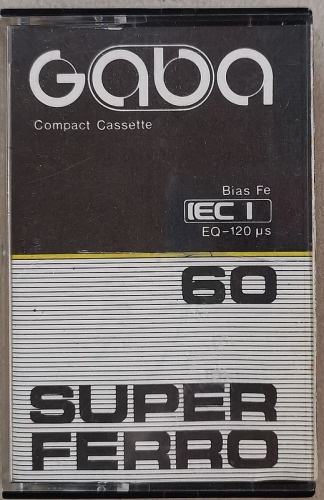 Gaba
Compact Cassette
Bias Fe
IEC I
EQ-120 µs
60
SUPER
FERRO